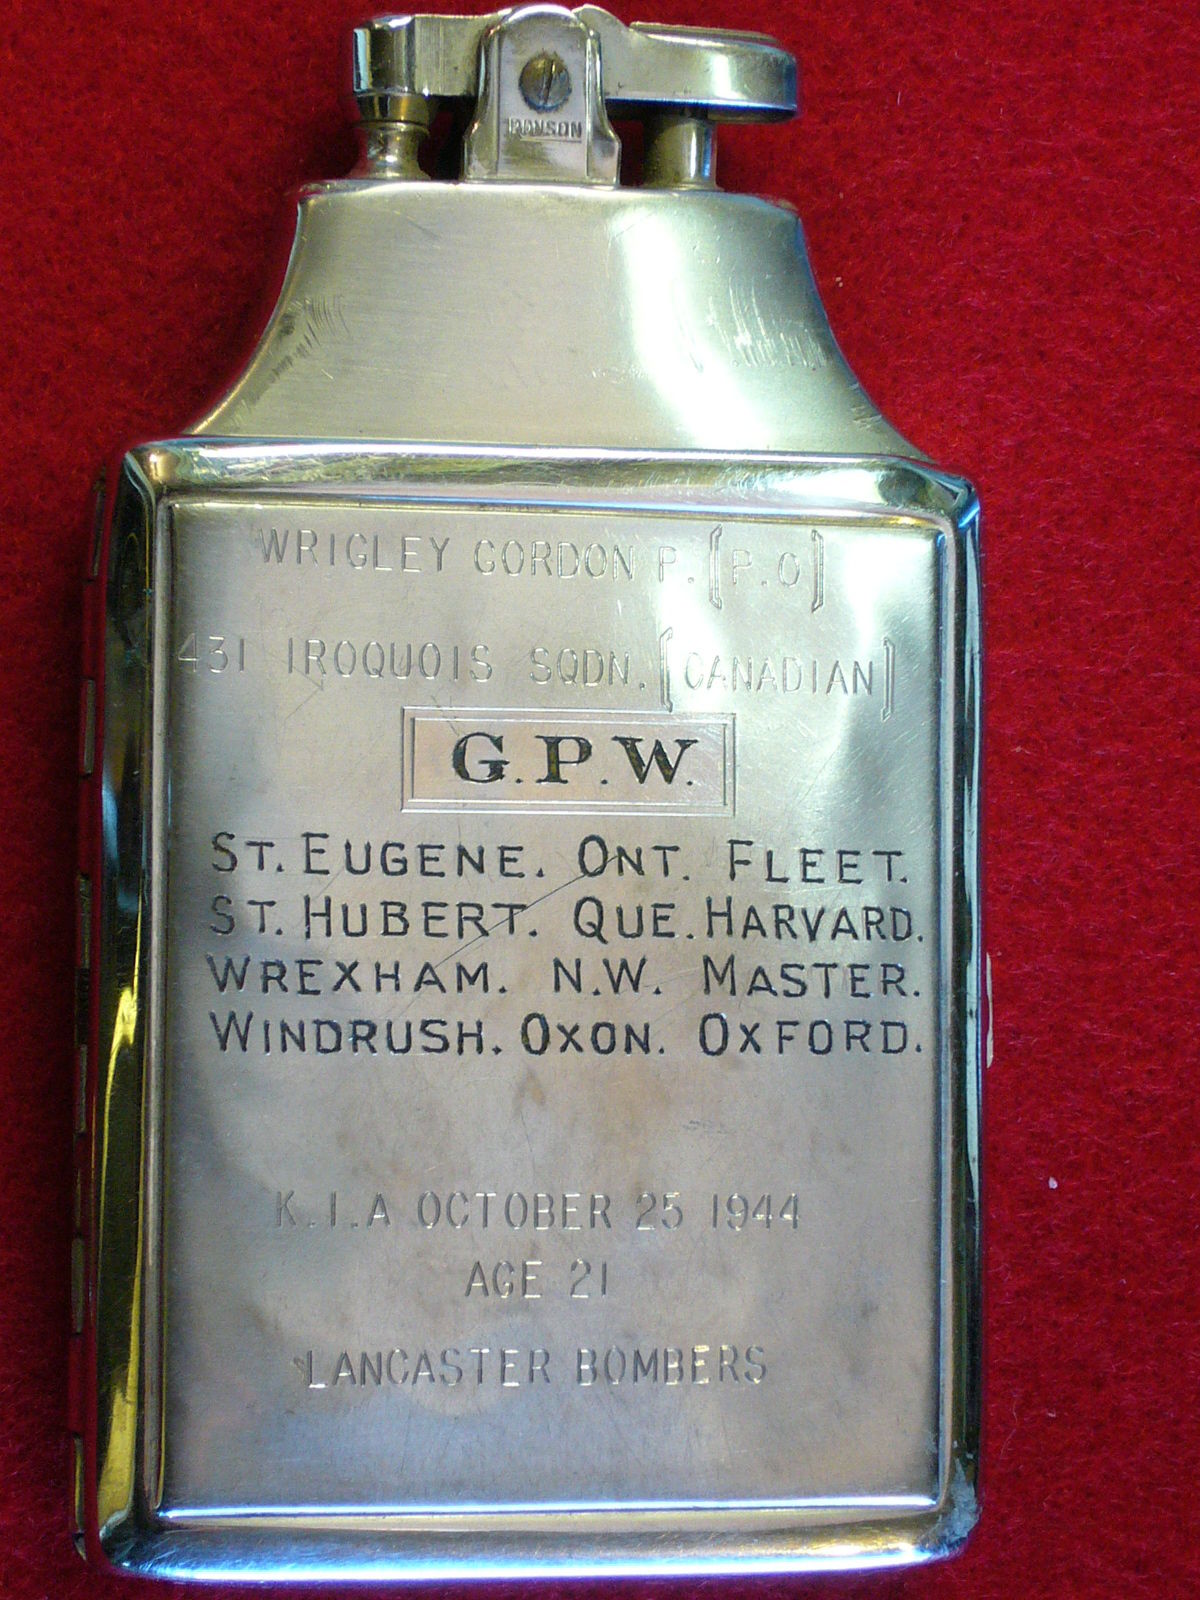 RONSON
WRIGLEY GORDON P. [P.O]
431 IROQUOIS SQDN. [CANADIAN]
G.P.W.
ST. EUGENE. ONT. FLEET.
ST. HUBERT. QUE. HARVARD.
WREXHAM. N.W. MASTER.
WINDRUSH. OXON. OXFORD.
K.I.A OCTOBER 25 1944
AGE 21
LANCASTER BOMBERS